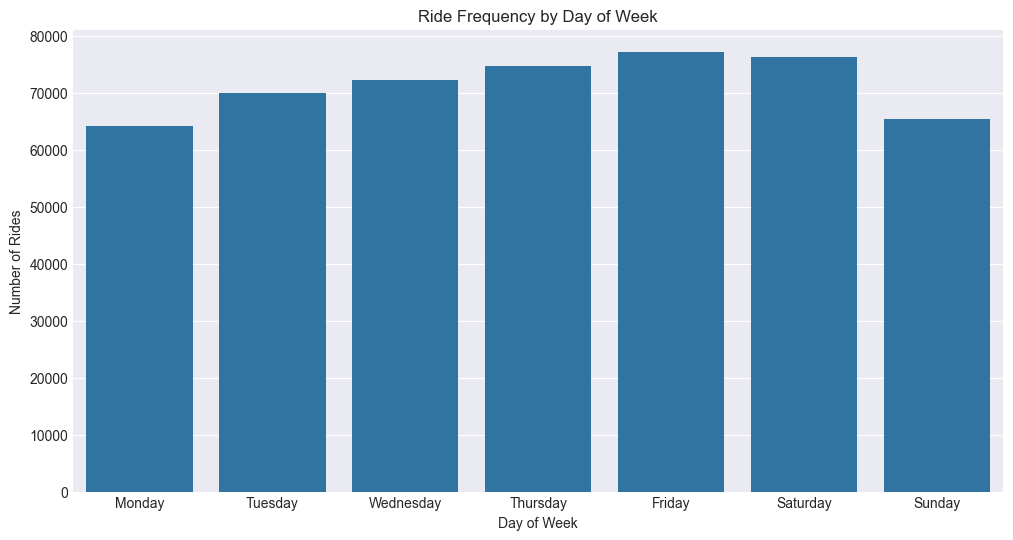 Ride Frequency by Day of Week
80000
70000
60000
50000
40000
30000
20000
10000
0
Number of Rides
Monday Tuesday Wednesday Thursday Friday Saturday Sunday
Day of Week